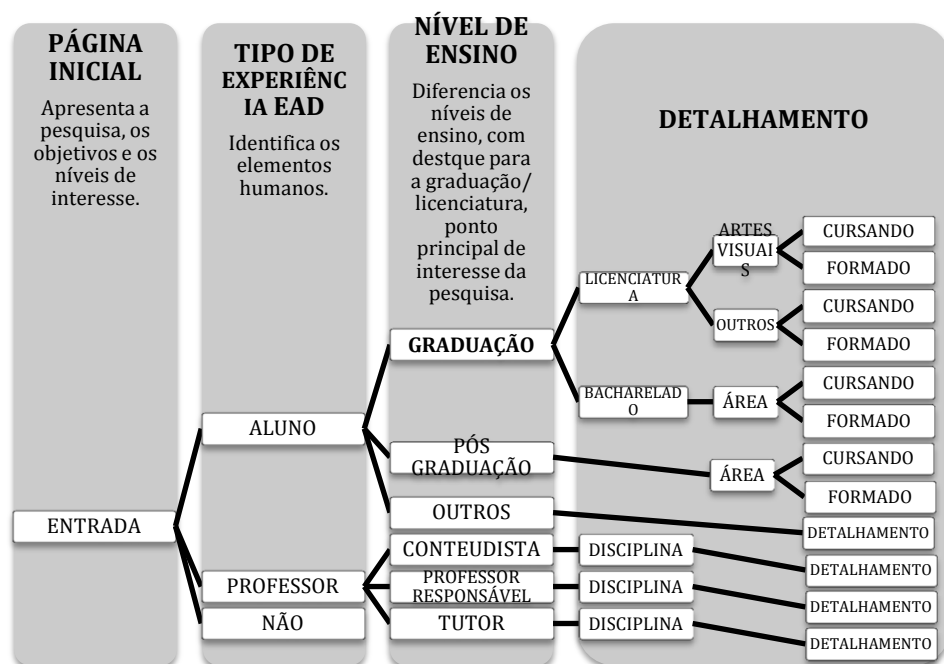 PÁGINA
INICIAL
Apresenta a
pesquisa, os
objetivos e os
níveis de
interesse.
ENTRADA
TIPO DE
EXPERIÊNC
IA EAD
Identifica os
elementos
humanos.
ALUNO
PROFESSOR
NÃO
NÍVEL DE
ENSINO
Diferencia os
níveis de
ensino, com
destque para
a graduação/
licenciatura,
ponto
principal de
interesse da
pesquisa.
GRADUAÇÃO
PÓS
GRADUAÇÃO
OUTROS
CONTEUDISTA
PROFESSOR
RESPONSÁVEL
TUTOR
DETALHAMENTO
LICENCIATUR
A
ARTES
VISUAI
S
CURSANDO
FORMADO
OUTROS
CURSANDO
FORMADO
BACHARELAD
O
ÁREA
CURSANDO
FORMADO
ÁREA
CURSANDO
FORMADO
DETALHAMENTO
DISCIPLINA
DETALHAMENTO
DISCIPLINA
DETALHAMENTO
DISCIPLINA
DETALHAMENTO